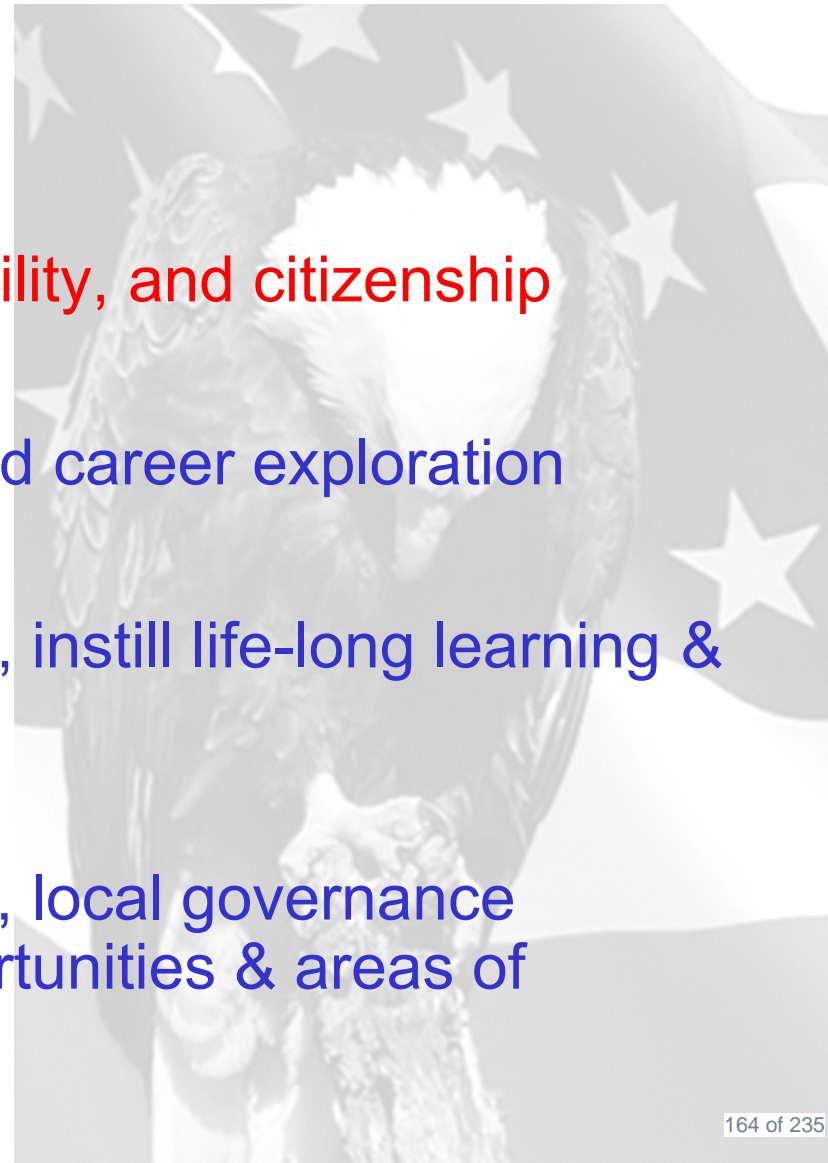 ility, and citizenship
d career exploration
, instill life-long learning &
, local governance
rtunities & areas of
164 of 235